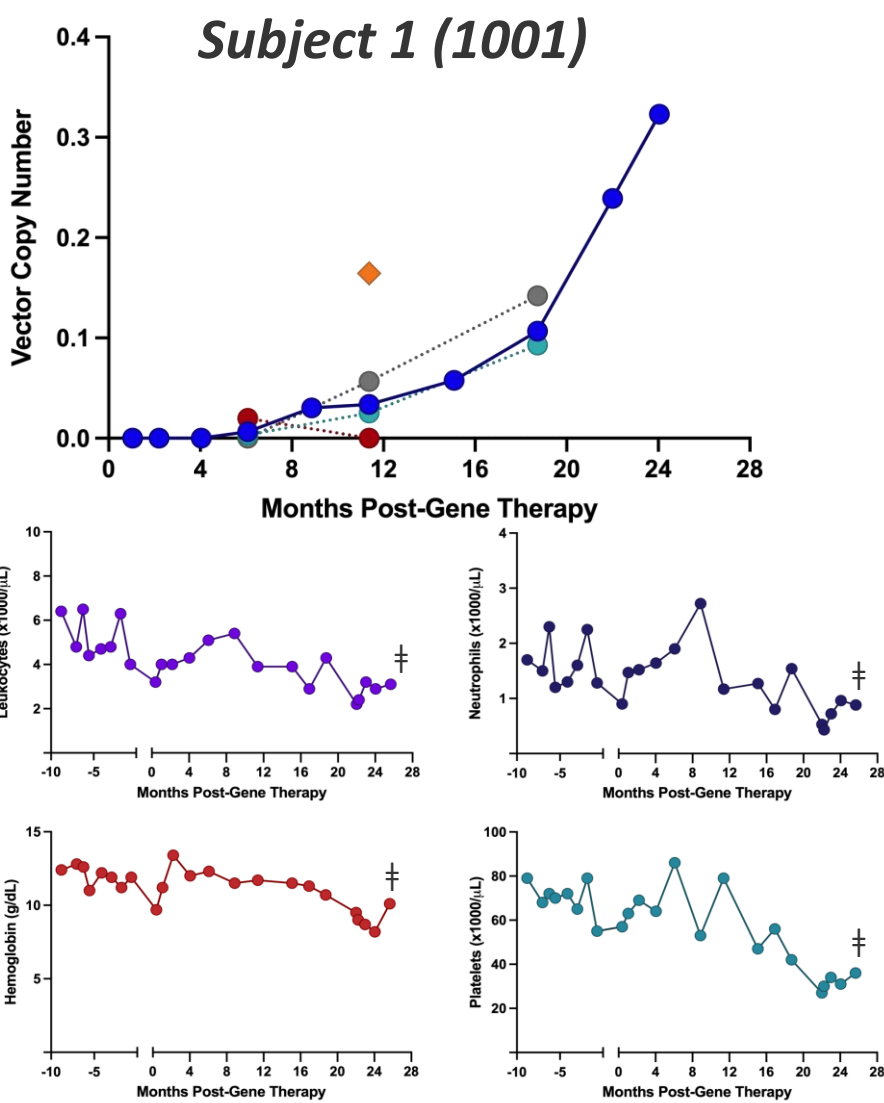 Subject 1 (1001)
Vector Copy Number
0.4
0.3
0.2
0.1
0.0
0 4 8 12 16 20 24 28
Months Post-Gene Therapy
Leukocytes (x1000/μL)
10
8
6
4
2
‡
-10 -5 0 4 8 12 16 20 24 28
Months Post-Gene Therapy
Neutrophils (x1000/μL)
4
3
2
1
‡
-10 -5 0 4 8 12 16 20 24 28
Months Post-Gene Therapy
Hemoglobin (g/dL)
15
10
5
‡
-10 -5 0 4 8 12 16 20 24 28
Months Post-Gene Therapy
Platelets (x1000/μL)
100
80
60
40
20
‡
-10 -5 0 4 8 12 16 20 24 28
Months Post-Gene Therapy